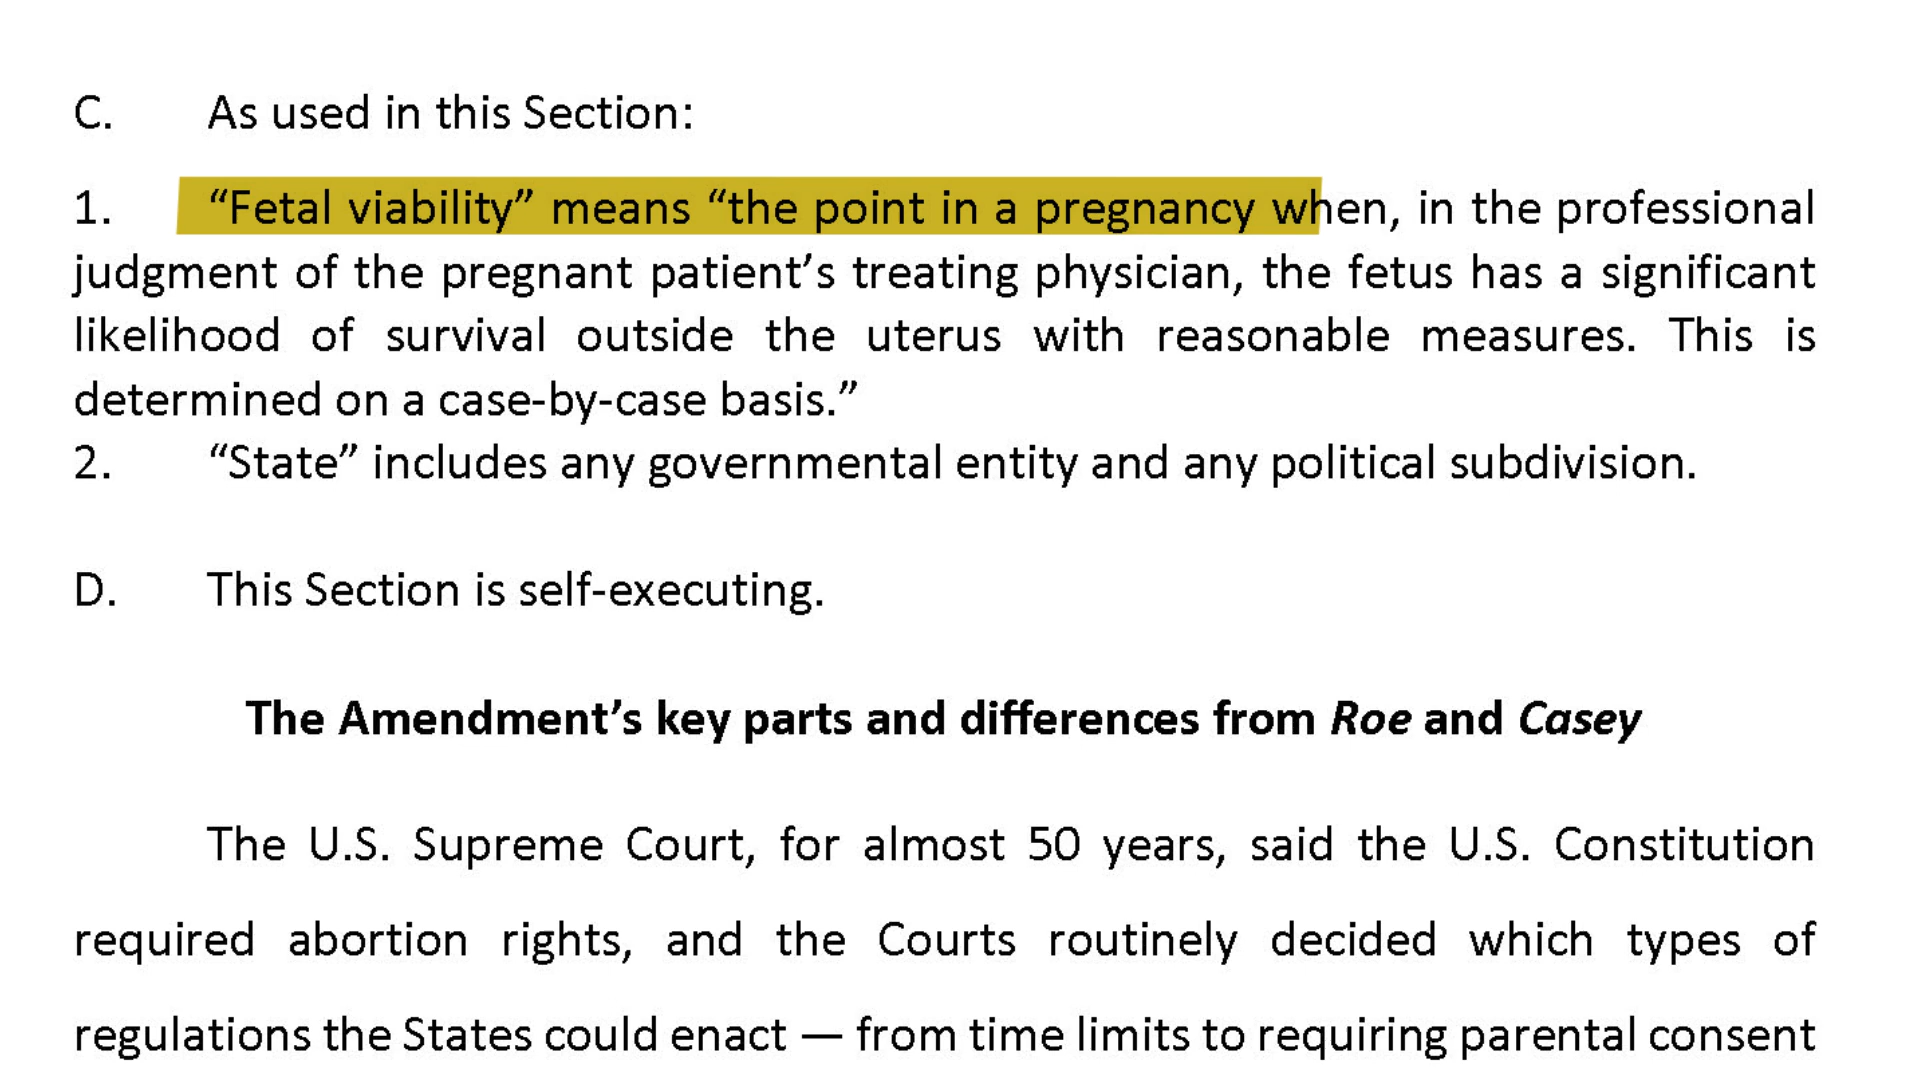 C. As used in this Section:
1. “Fetal viability” means “the point in a pregnancy when, in the professional
judgment of the pregnant patient’s treating physician, the fetus has a significant
likelihood of survival outside the uterus with reasonable measures. This is
determined on a case-by-case basis.”
2. “State” includes any governmental entity and any political subdivision.
D. This Section is self-executing.
The Amendment’s key parts and differences from Roe and Casey
The U.S. Supreme Court, for almost 50 years, said the U.S. Constitution
required abortion rights, and the Courts routinely decided which types of
regulations the States could enact — from time limits to requiring parental consent